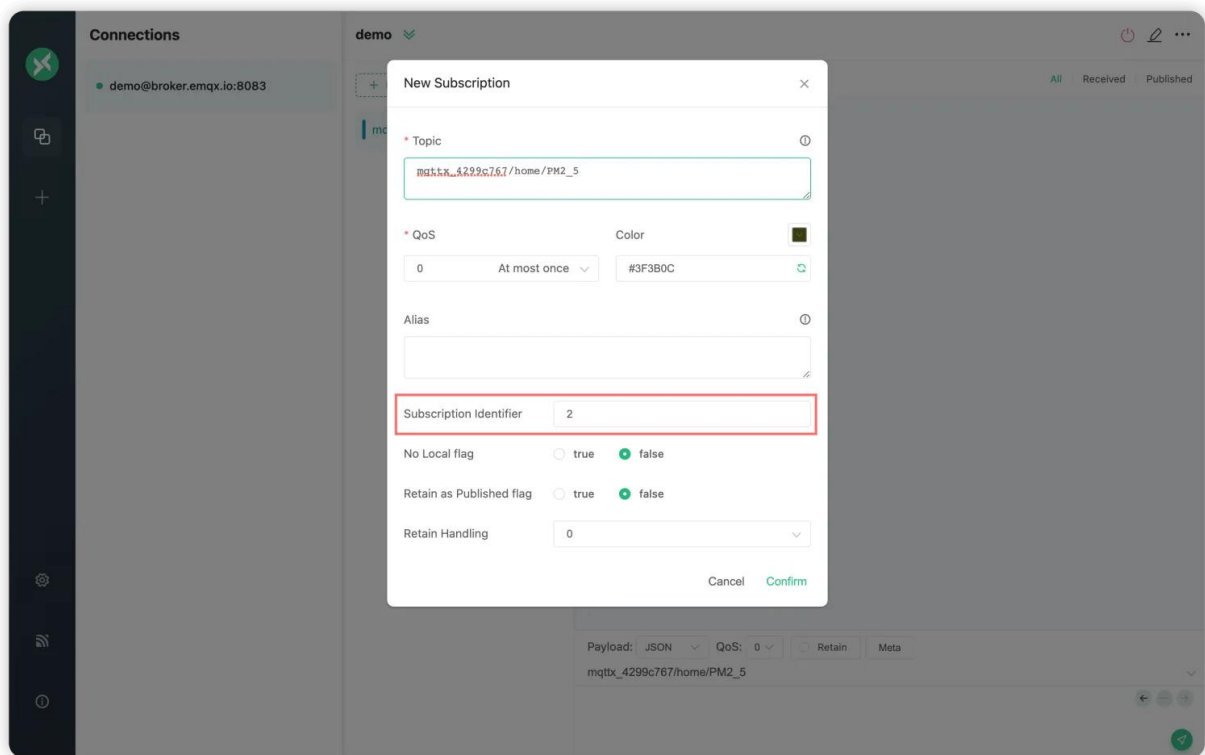 Connections
demo
demo@broker.emqx.io:8083
All Received Published
New Subscription
* Topic
mqttx_4299c767/home/PM2_5
* QoS Color
0 At most once #3F3B0C
Alias
Subscription Identifier 2
No Local flag true false
Retain as Published flag true false
Retain Handling 0
Cancel Confirm
Payload: JSON QoS: 0 Retain Meta
mqttx_4299c767/home/PM2_5